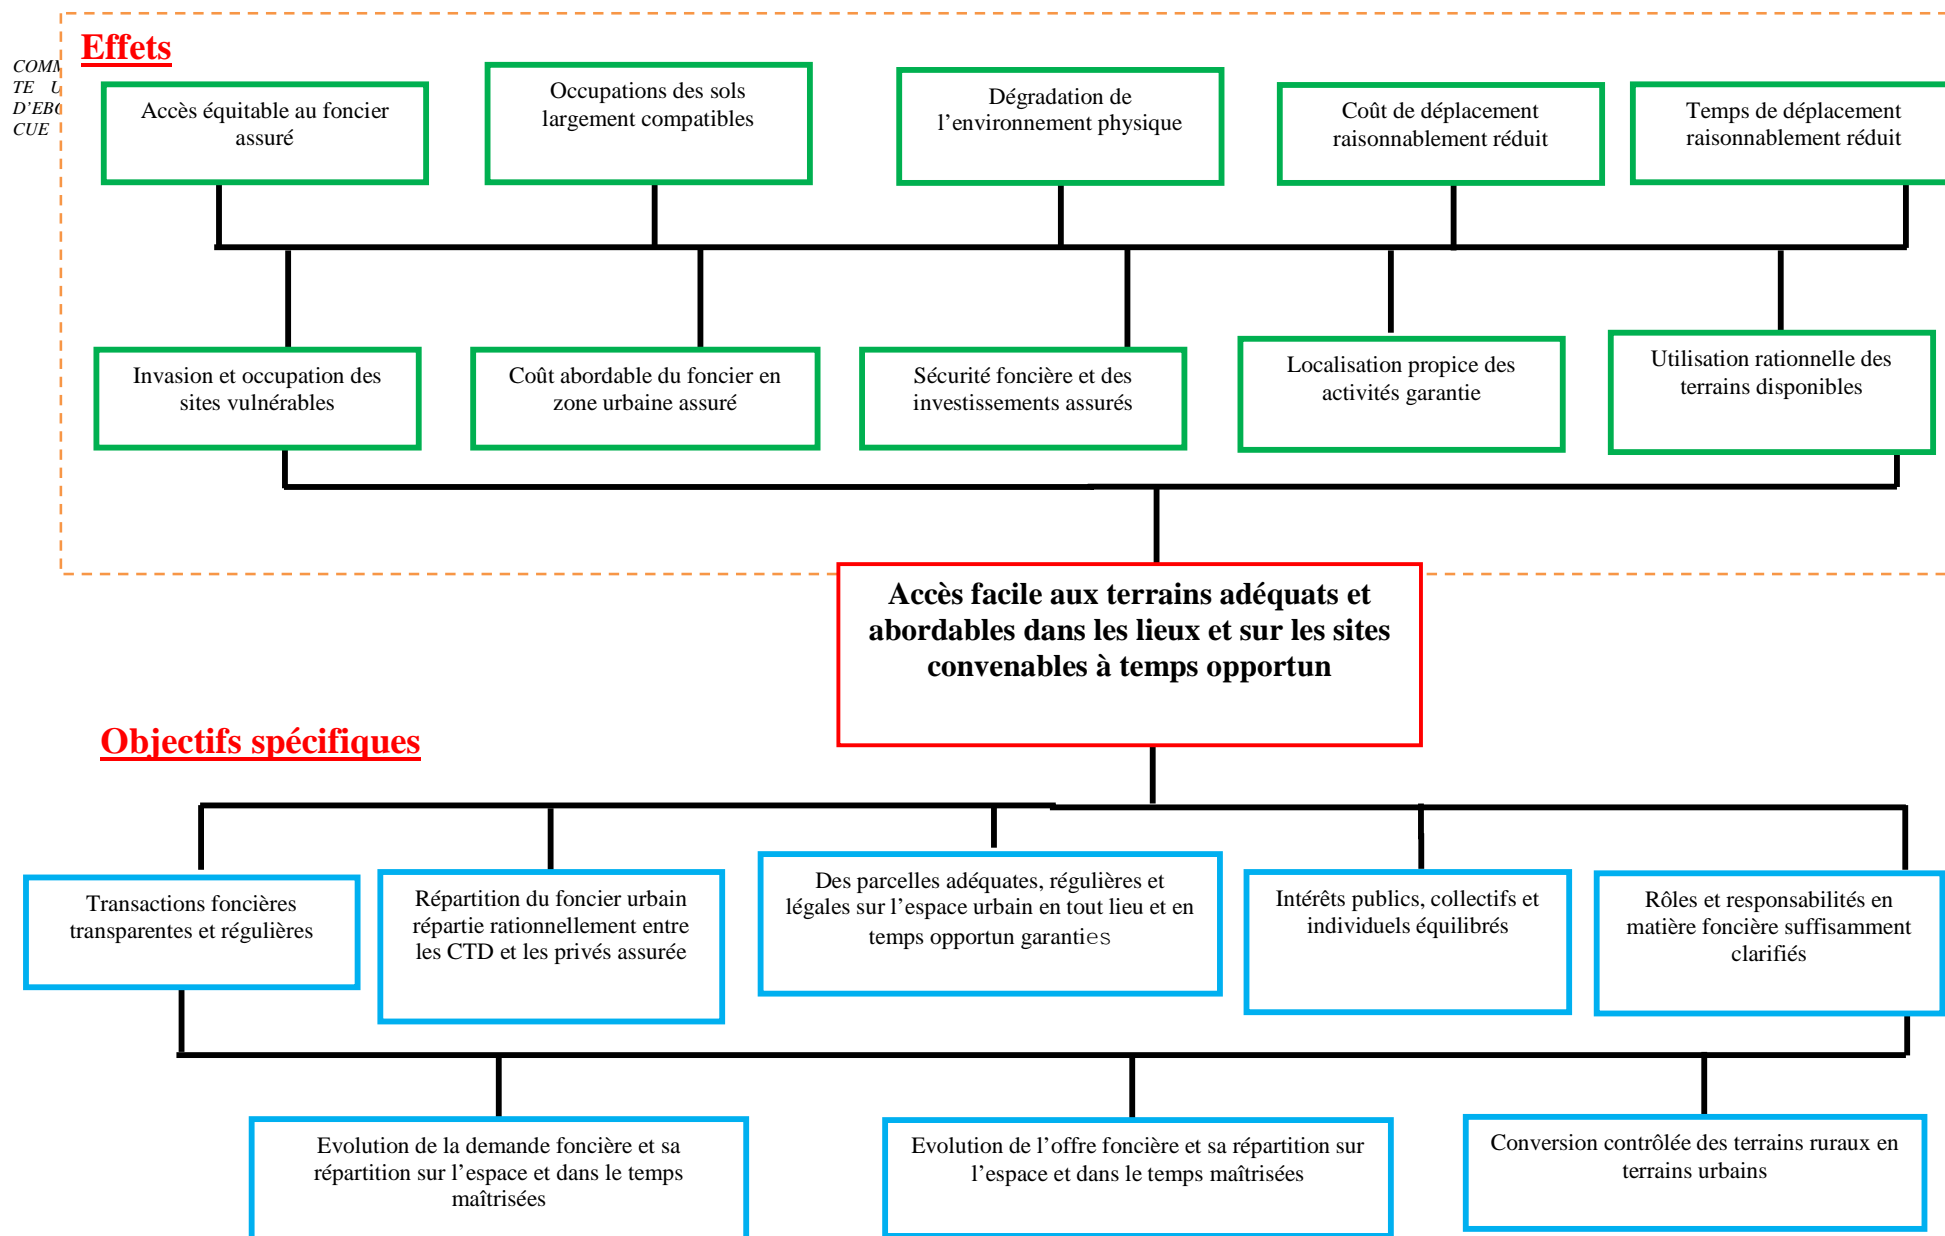 Effets
TE
CUE
Accès équitable au foncier
assuré
Occupations des sols
largement compatibles
Dégradation de
l’environnement physique
Coût de déplacement
raisonnablement réduit
Temps de déplacement
raisonnablement réduit
Invasion et occupation des
sites vulnérables
Coût abordable du foncier en
zone urbaine assuré
Sécurité foncière et des
investissements assurés
Localisation propice des
activités garantie
Utilisation rationnelle des
terrains disponibles
Accès facile aux terrains adéquats et
abordables dans les lieux et sur les sites
convenables à temps opportun
Objectifs spécifiques
Transactions foncières
transparentes et régulières
Répartition du foncier urbain
répartie rationnellement entre
les CTD et les privés assurée
Des parcelles adéquates, régulières et
légales sur l’espace urbain en tout lieu et en
temps opportun garanties
Intérêts publics, collectifs et
individuels équilibrés
Rôles et responsabilités en
matière foncière suffisamment
clarifiés
Evolution de la demande foncière et sa
répartition sur l’espace et dans le temps
maîtrisées
Evolution de l’offre foncière et sa répartition sur
l’espace et dans le temps maîtrisées
Conversion contrôlée des terrains ruraux en
terrains urbains